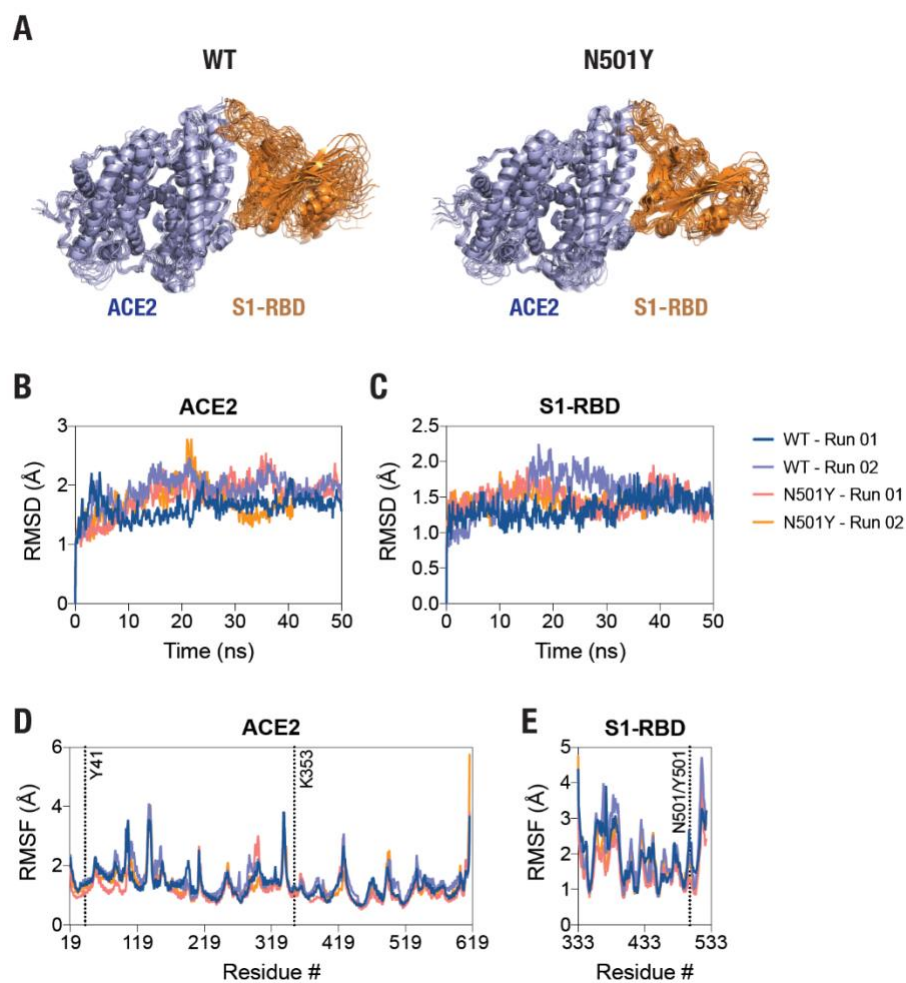 A
WT
N501Y
ACE2
S1-RBD
ACE2
S1-RBD
B
ACE2
3
2
1
0
RMSD (Å)
0
10
20
30
40
50
Time (ns)
C
S1-RBD
2.5
2.0
1.5
1.0
0.5
0.0
RMSD (Å)
0
10
20
30
40
50
Time (ns)
WT - Run 01
WT - Run 02
N501Y - Run 01
N501Y - Run 02
D
ACE2
6
4
2
0
RMSF (Å)
Y41
K353
19
119
219
319
419
519
619
Residue #
E
S1-RBD
5
4
3
2
1
0
RMSF (Å)
N501/Y501
333
433
533
Residue #